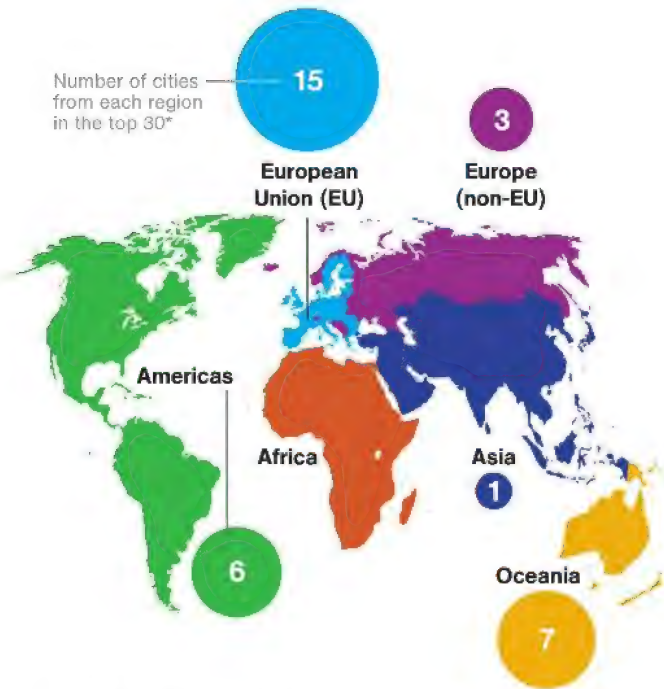 Number of cities
from each region
in the top 30*
15
3
European
Union (EU)
Europe
(non-EU)
Americas
Africa
Asia
1
6
Oceania
7